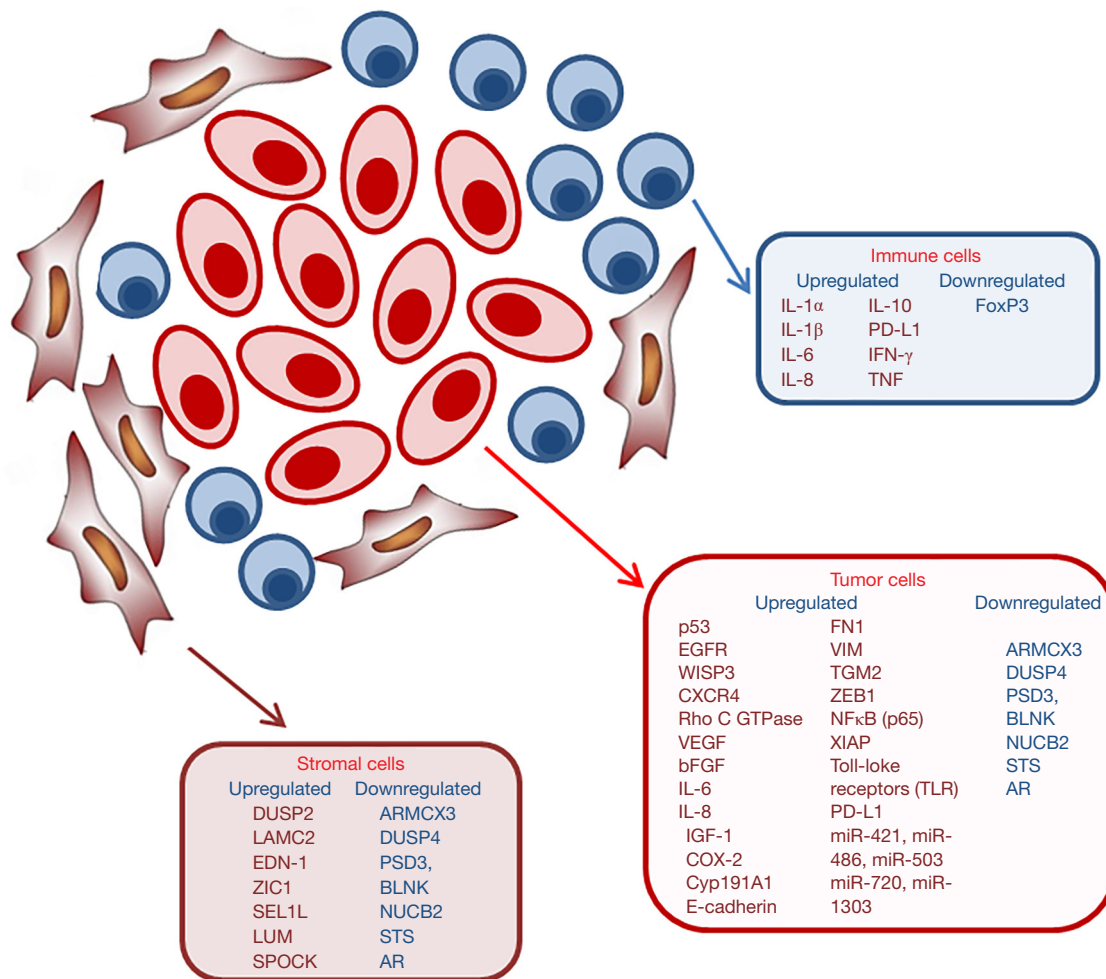 Immune cells
Upregulated Downregulated
IL-1α IL-10 FoxP3
IL-1β PD-L1
IL-6 IFN-γ
IL-8 TNF
Tumor cells
Upregulated Downregulated
p53 FN1
EGFR VIM ARMCX3
WISP3 TGM2 DUSP4
CXCR4 ZEB1 PSD3,
Rho C GTPase NFκB (p65) BLNK
VEGF XIAP NUCB2
bFGF Toll-loke STS
IL-6 receptors (TLR) AR
IL-8 PD-L1
IGF-1 miR-421, miR-
COX-2 486, miR-503
Cyp191A1 miR-720, miR-
E-cadherin 1303
Stromal cells
Upregulated Downregulated
DUSP2 ARMCX3
LAMC2 DUSP4
EDN-1 PSD3,
ZIC1 BLNK
SEL1L NUCB2
LUM STS
SPOCK AR